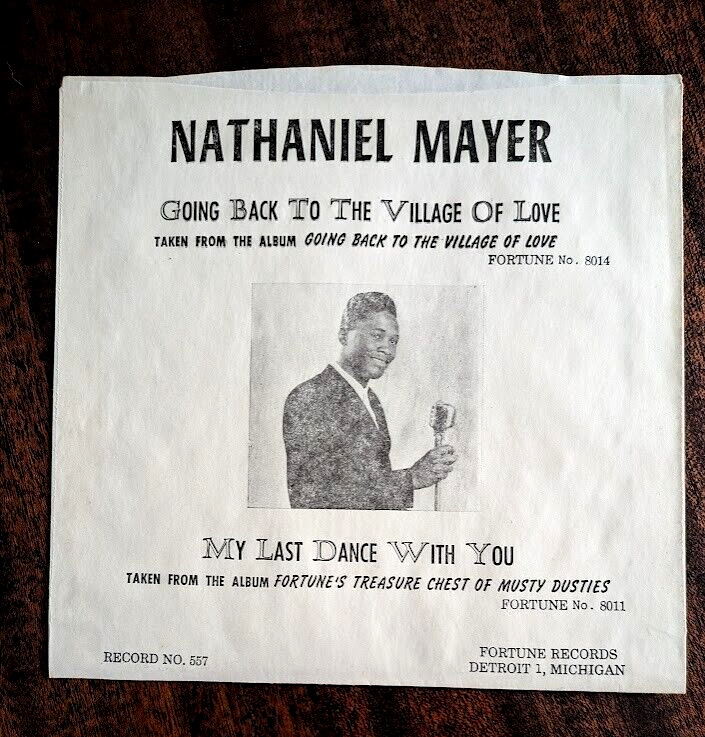 NATHANIEL MAYER
GOING BACK TO THE VILLAGE OF LOVE
TAKEN FROM THE ALBUM GOING BACK TO THE VILLAGE OF LOVE
FORTUNE No. 8014
MY LAST DANCE WITH YOU
TAKEN FROM THE ALBUM FORTUNE'S TREASURE CHEST OF MUSTY DUSTIES
FORTUNE No. 8011
RECORD NO. 557
FORTUNE RECORDS
DETROIT 1, MICHIGAN